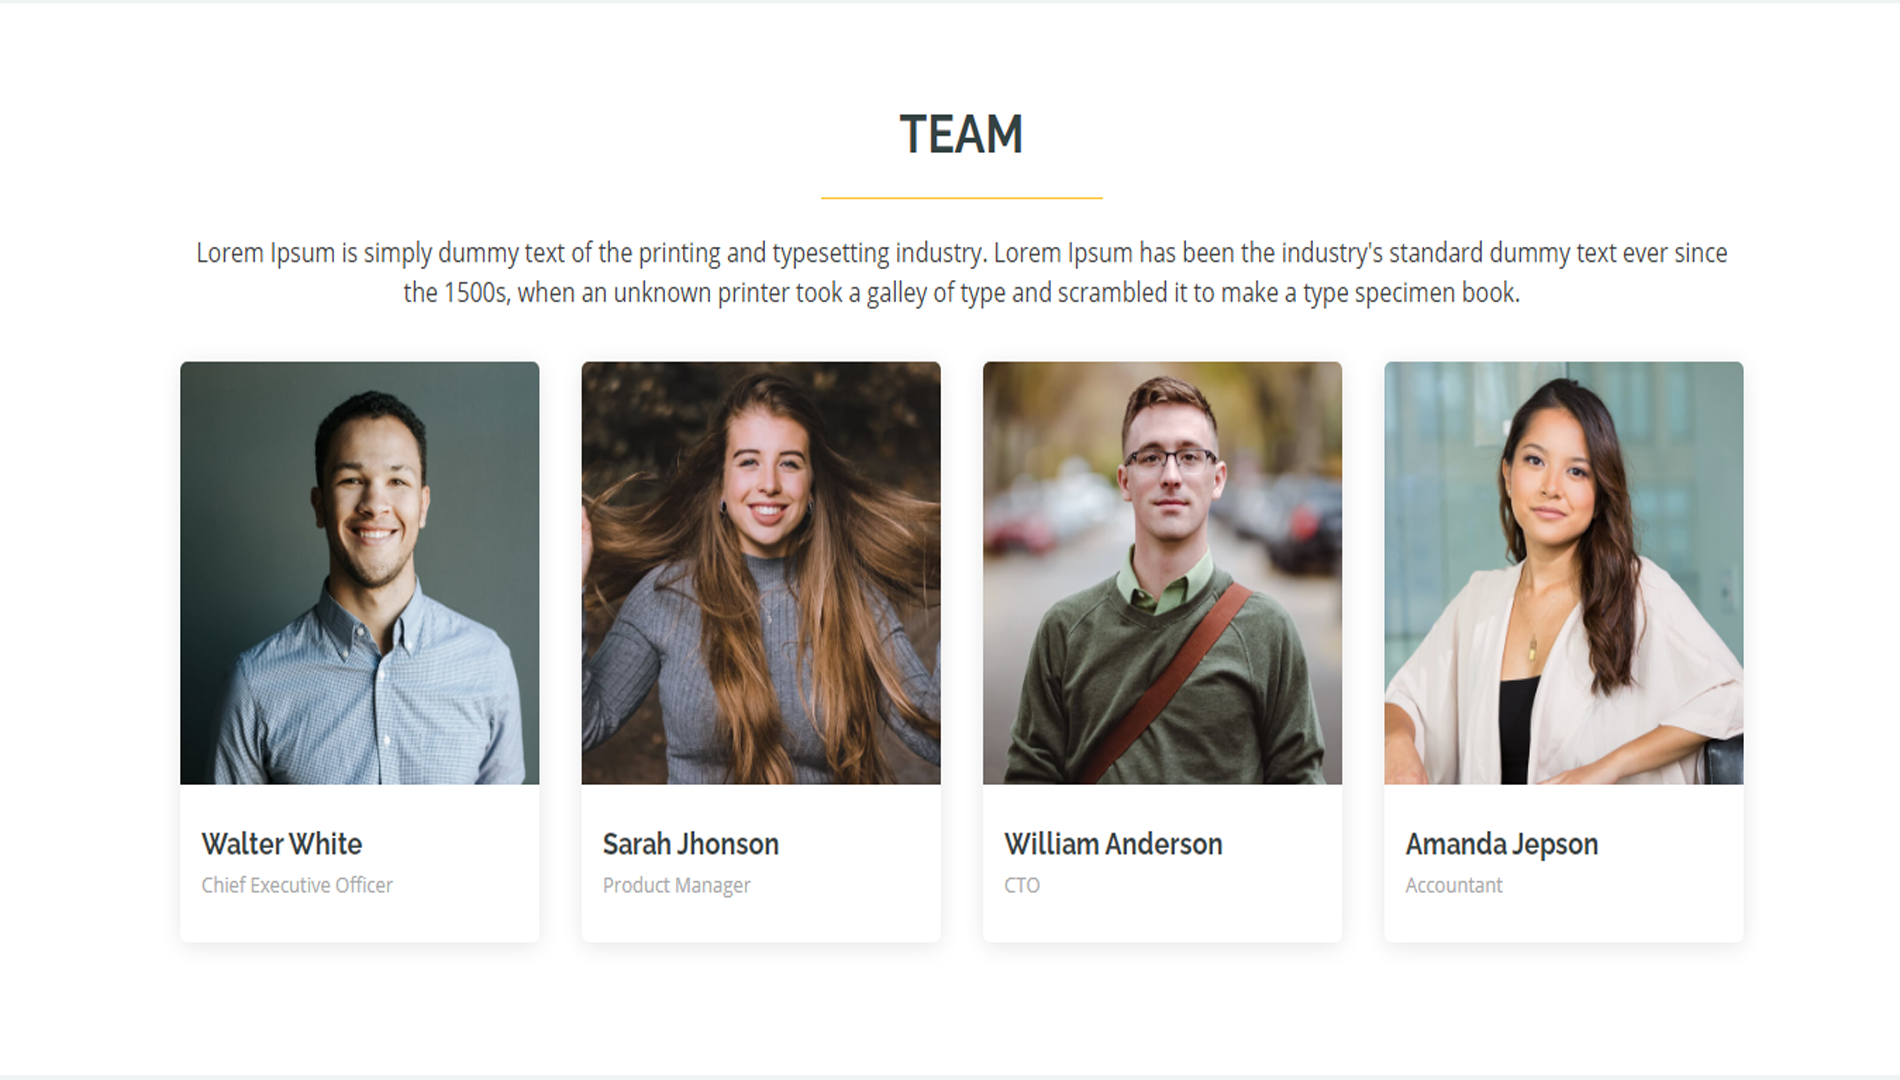 TEAM
Lorem Ipsum is simply dummy text of the printing and typesetting industry. Lorem Ipsum has been the industry's standard dummy text ever since
the 1500s, when an unknown printer took a galley of type and scrambled it to make a type specimen book.
Walter White
Chief Executive Officer
Sarah Jhonson
Product Manager
William Anderson
CTO
Amanda Jepson
Accountant